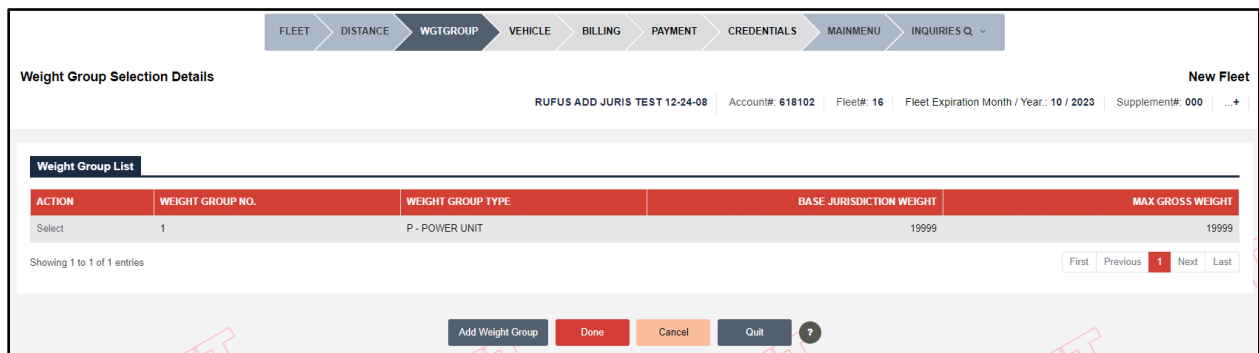 FLEET DISTANCE WGTGROUP VEHICLE BILLING PAYMENT CREDENTIALS MAINMENU INQUIRIES
Weight Group Selection Details New Fleet
RUFUS ADD JURIS TEST 12-24-08 Account#: 618102 Fleet#: 16 Fleet Expiration Month / Year.: 10 / 2023 Supplement#: 000 ...+
Weight Group List
ACTION WEIGHT GROUP NO. WEIGHT GROUP TYPE BASE JURISDICTION WEIGHT MAX GROSS WEIGHT
Select 1 P - POWER UNIT 19999 19999
Showing 1 to 1 of 1 entries First Previous 1 Next Last
Add Weight Group Done Cancel Quit ?